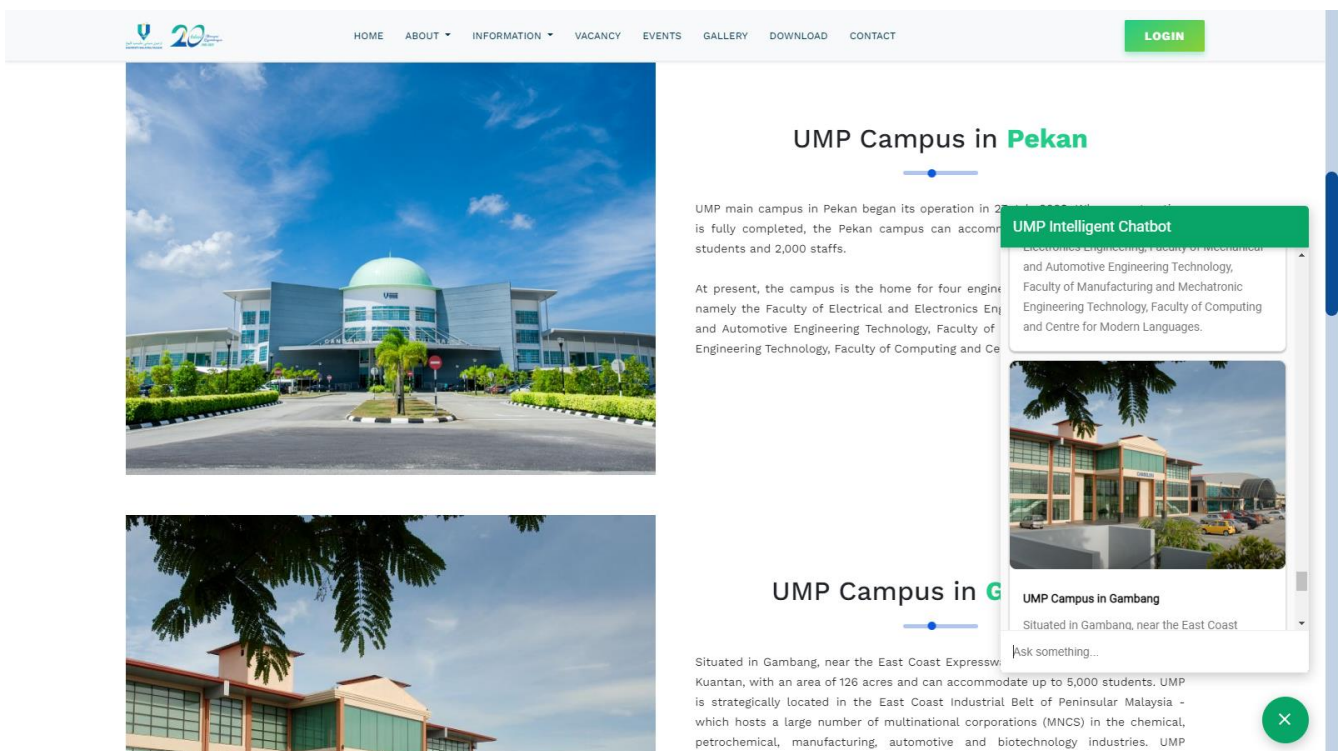 HOME ABOUT INFORMATION VACANCY EVENTS GALLERY DOWNLOAD CONTACT
LOGIN
UMP Campus in Pekan
UMP main campus in Pekan began its operation in
is fully completed, the Pekan campus can
students and 2,000 staffs.
At present, the campus is the home for four
namely the Faculty of Electrical and Electronics
and Automotive Engineering Technology, Faculty of
Engineering Technology, Faculty of Computing and
UMP Campus in
Situated in Gambang, near the East Coast
Kuantan, with an area of 126 acres and can accommodate up to 5,000 students. UMP
is strategically located in the East Coast Industrial Belt of Peninsular Malaysia -
which hosts a large number of multinational corporations (MNCS) in the chemical,
petrochemical, manufacturing, automotive and biotechnology industries. UMP
UMP Intelligent Chatbot
Electronics Engineering, Faculty of Mechanical
and Automotive Engineering Technology,
Faculty of Manufacturing and Mechatronic
Engineering Technology, Faculty of Computing
and Centre for Modern Languages.
UMP Campus in Gambang
Situated in Gambang, near the East Coast
Ask something...